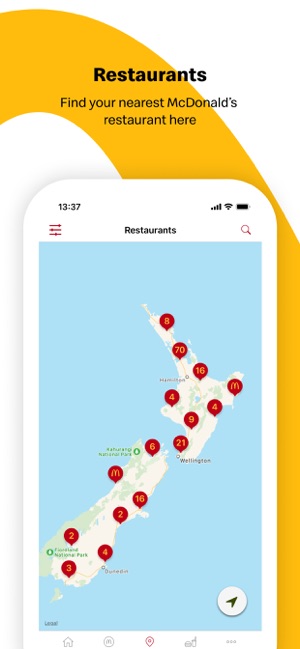 Restaurants
Find your nearest McDonald's
restaurant here
13:37
Restaurants
8
70
16
Hamilton
4
4
9
6
21
Kahurangi
National Park
Wellington
16
2
2
4
Fiordland
National Park
3
Dunedin
Legal